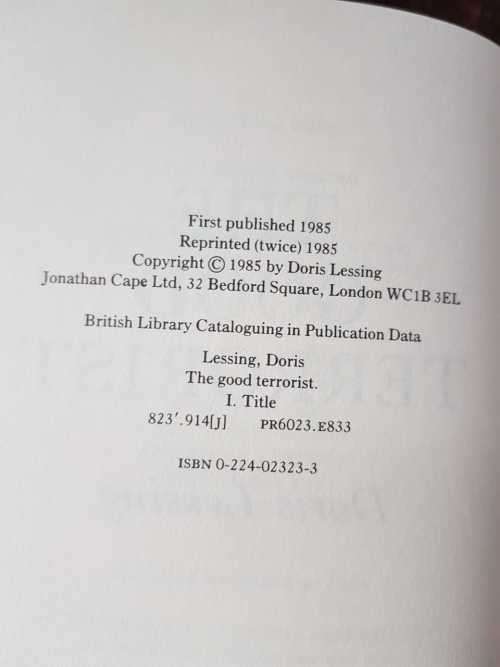 First published 1985
Reprinted (twice) 1985
Copyright © 1985 by Doris Lessing
Jonathan Cape Ltd, 32 Bedford Square, London WC1B 3EL
British Library Cataloguing in Publication Data
Lessing, Doris
The good terrorist.
I. Title
823′.914[J] PR6023.E833
ISBN 0-224-02323-3